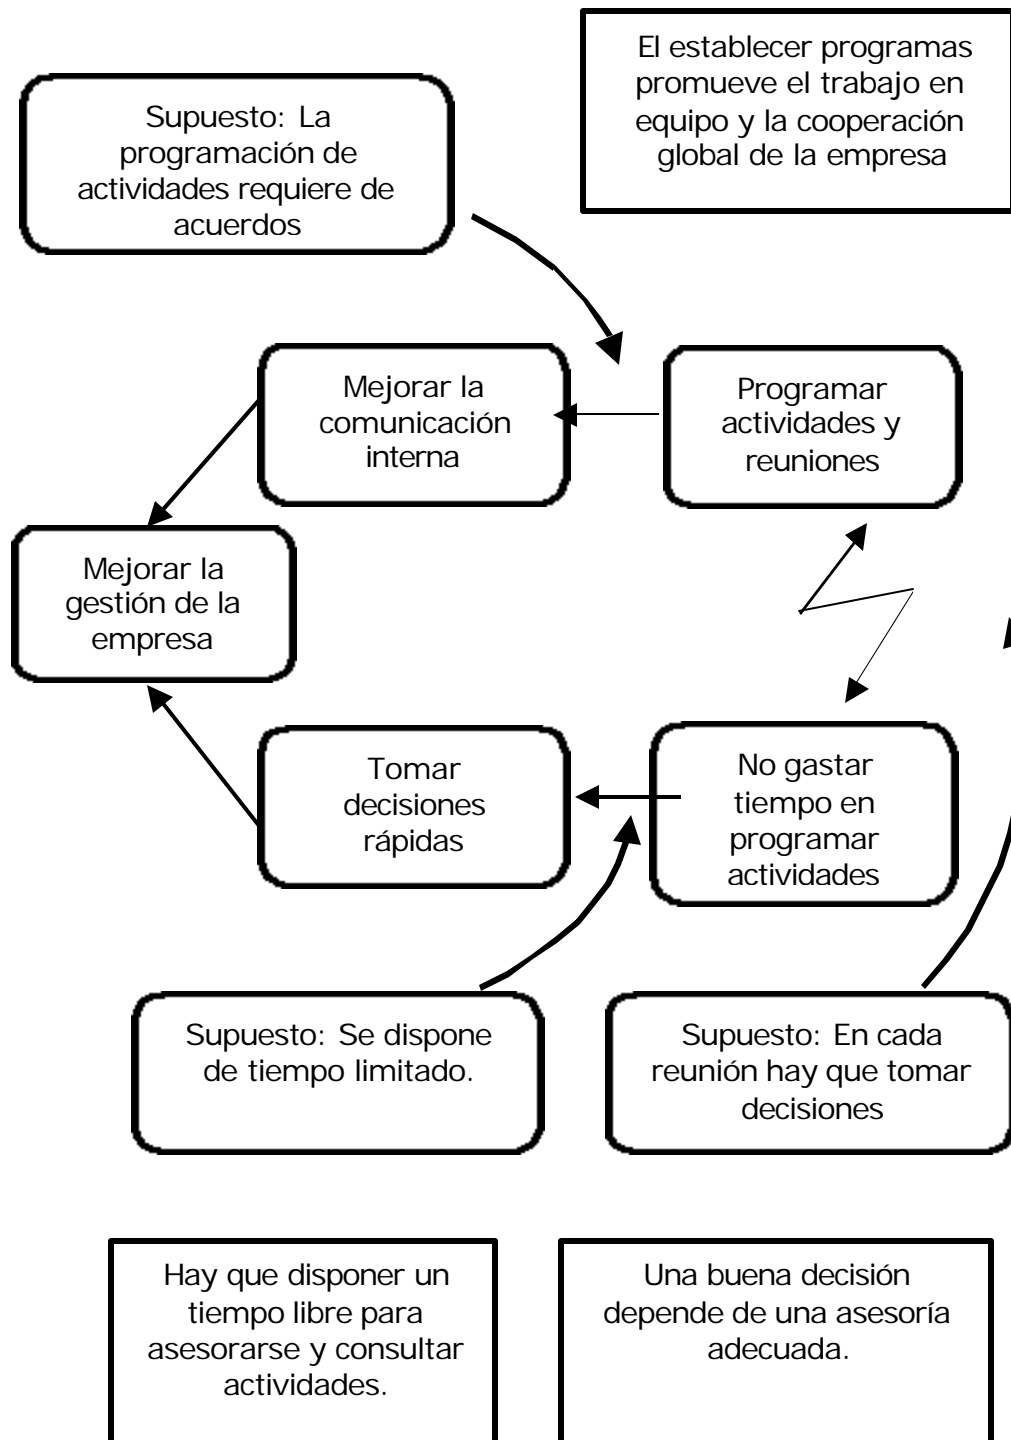 El establecer programas
promueve el trabajo en
equipo y la cooperación
global de la empresa
Supuesto: La
programación de
actividades requiere de
acuerdos
Mejorar la
comunicación
interna
Programar
actividades y
reuniones
Mejorar la
gestión de la
empresa
Tomar
decisiones
rápidas
No gastar
tiempo en
programar
actividades
Supuesto: Se dispone
de tiempo limitado.
Supuesto: En cada
reunión hay que tomar
decisiones
Hay que disponer un
tiempo libre para
asesorarse y consultar
actividades.
Una buena decisión
depende de una asesoría
adecuada.